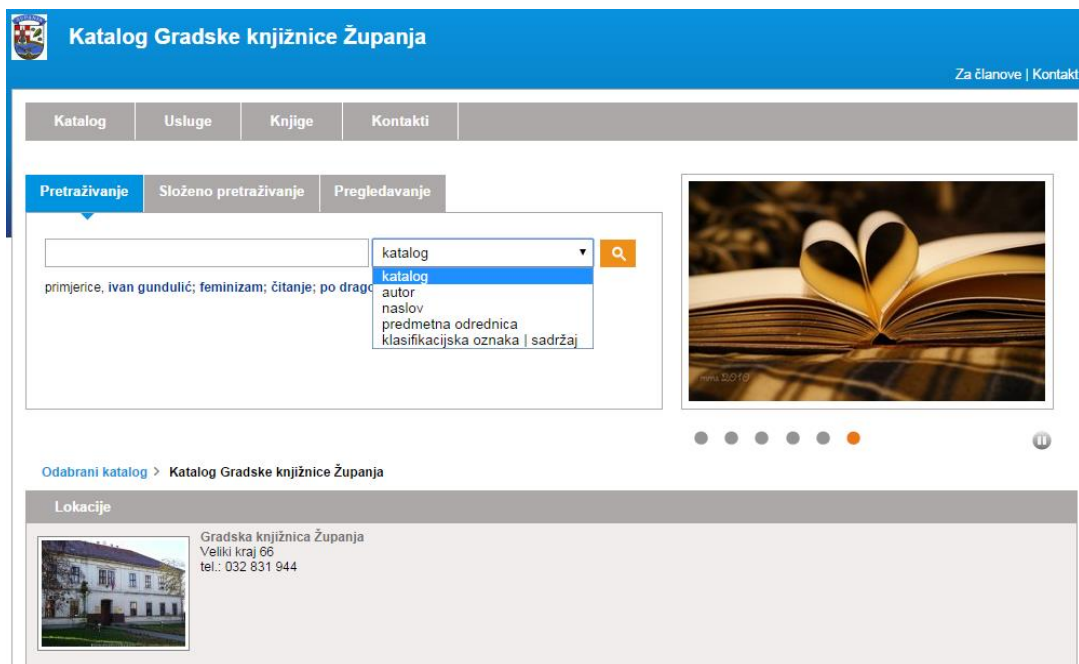 Katalog Gradske knjižnice Županja
Za članove | Kontakt
Katalog Usluge Knjige Kontakti
Pretraživanje Složeno pretraživanje Pregledavanje
katalog
primjerice, ivan gundulić; feminizam; čitanje; po drago
katalog
autor
naslov
predmetna odrednica
klasifikacijska oznaka | sadržaj
2010
Odabrani katalog > Katalog Gradske knjižnice Županja
Lokacije
Gradska knjižnica Županja
Veliki kraj 66
tel.: 032 831 944